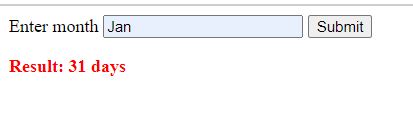 Enter month Jan Submit
Result: 31 days